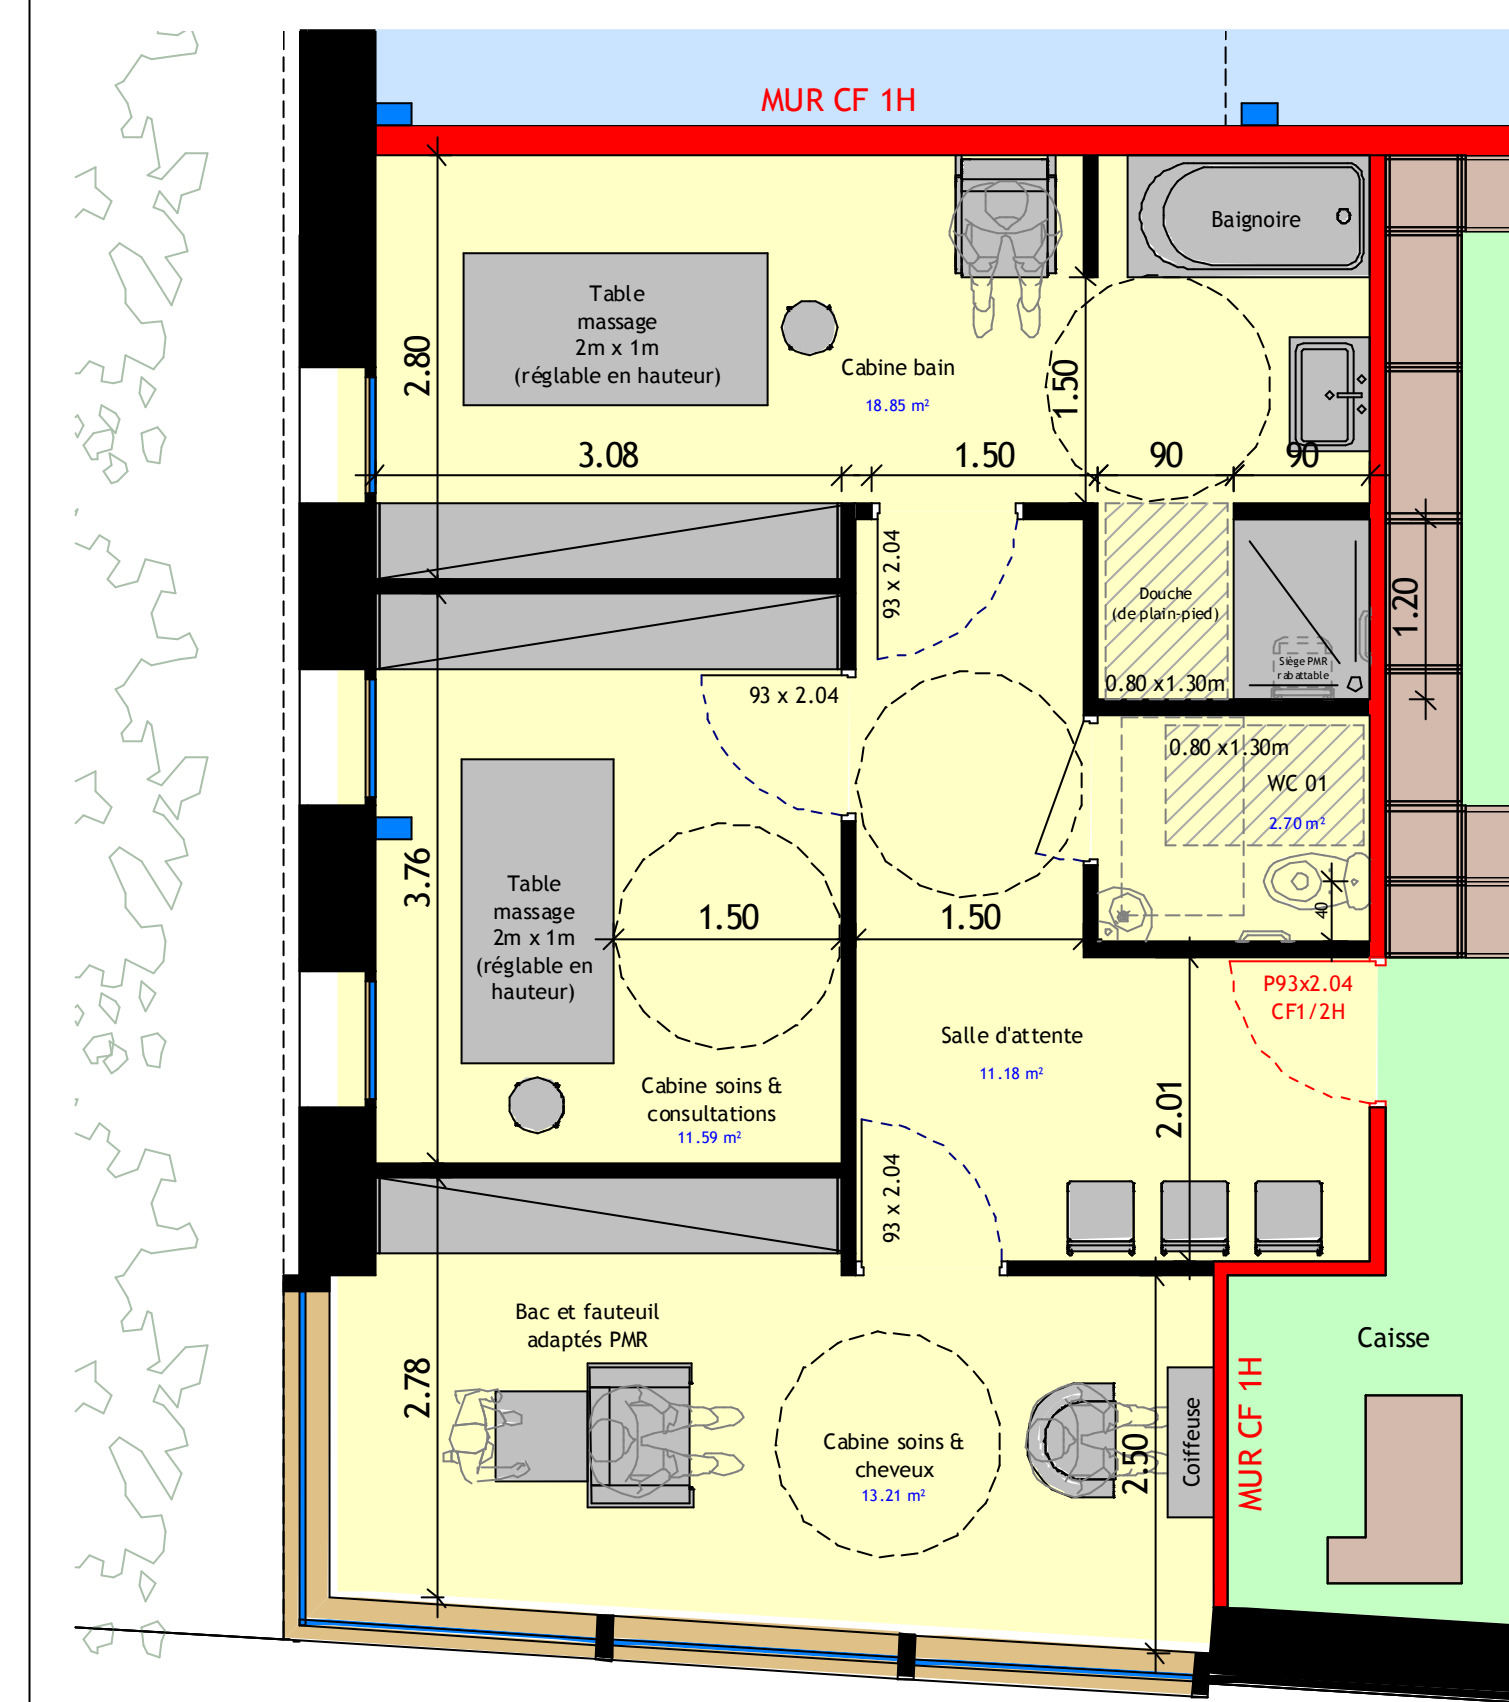 MUR CF 1H
Baignoire
Table
massage
2m x 1m
(réglable en hauteur)
2.80
Cabine bain
18.85 m²
1.50
3.08
1.50
90
90
93 x 2.04
Douche
(de plain-pied)
0.80 x1.30m
Siège PMR
rabattable
1.20
93 x 2.04
0.80 x1.30m
WC 01
2.70 m²
40
3.76
Table
massage
2m x 1m
(réglable en
hauteur)
1.50
1.50
P93x2.04
CF1/2H
Salle d'attente
11.18 m²
2.01
Cabine soins &
consultations
11.59 m²
93 x 2.04
Bac et fauteuil
adaptés PMR
2.78
Cabine soins &
cheveux
13.21 m²
2.50
Coiffeuse
MUR CF 1H
Caisse